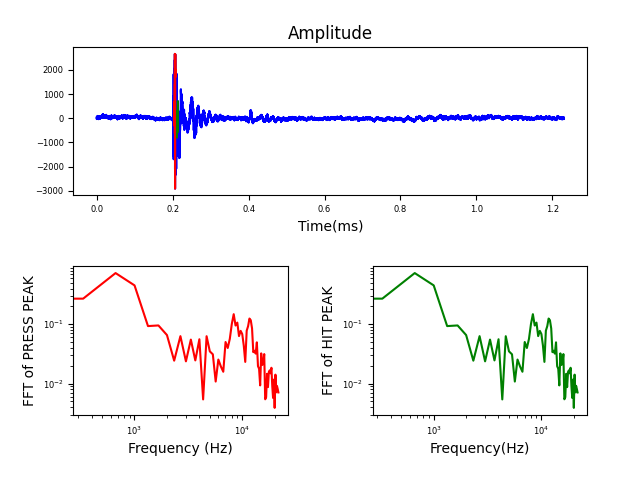 Amplitude
2000
1000
0
−1000
−2000
−3000
0.0 0.2 0.4 0.6 0.8 1.0 1.2
Time(ms)
FFT of PRESS PEAK
10⁻¹
10⁻²
10³ 10⁴
Frequency (Hz)
FFT of HIT PEAK
10⁻¹
10⁻²
10³ 10⁴
Frequency(Hz)